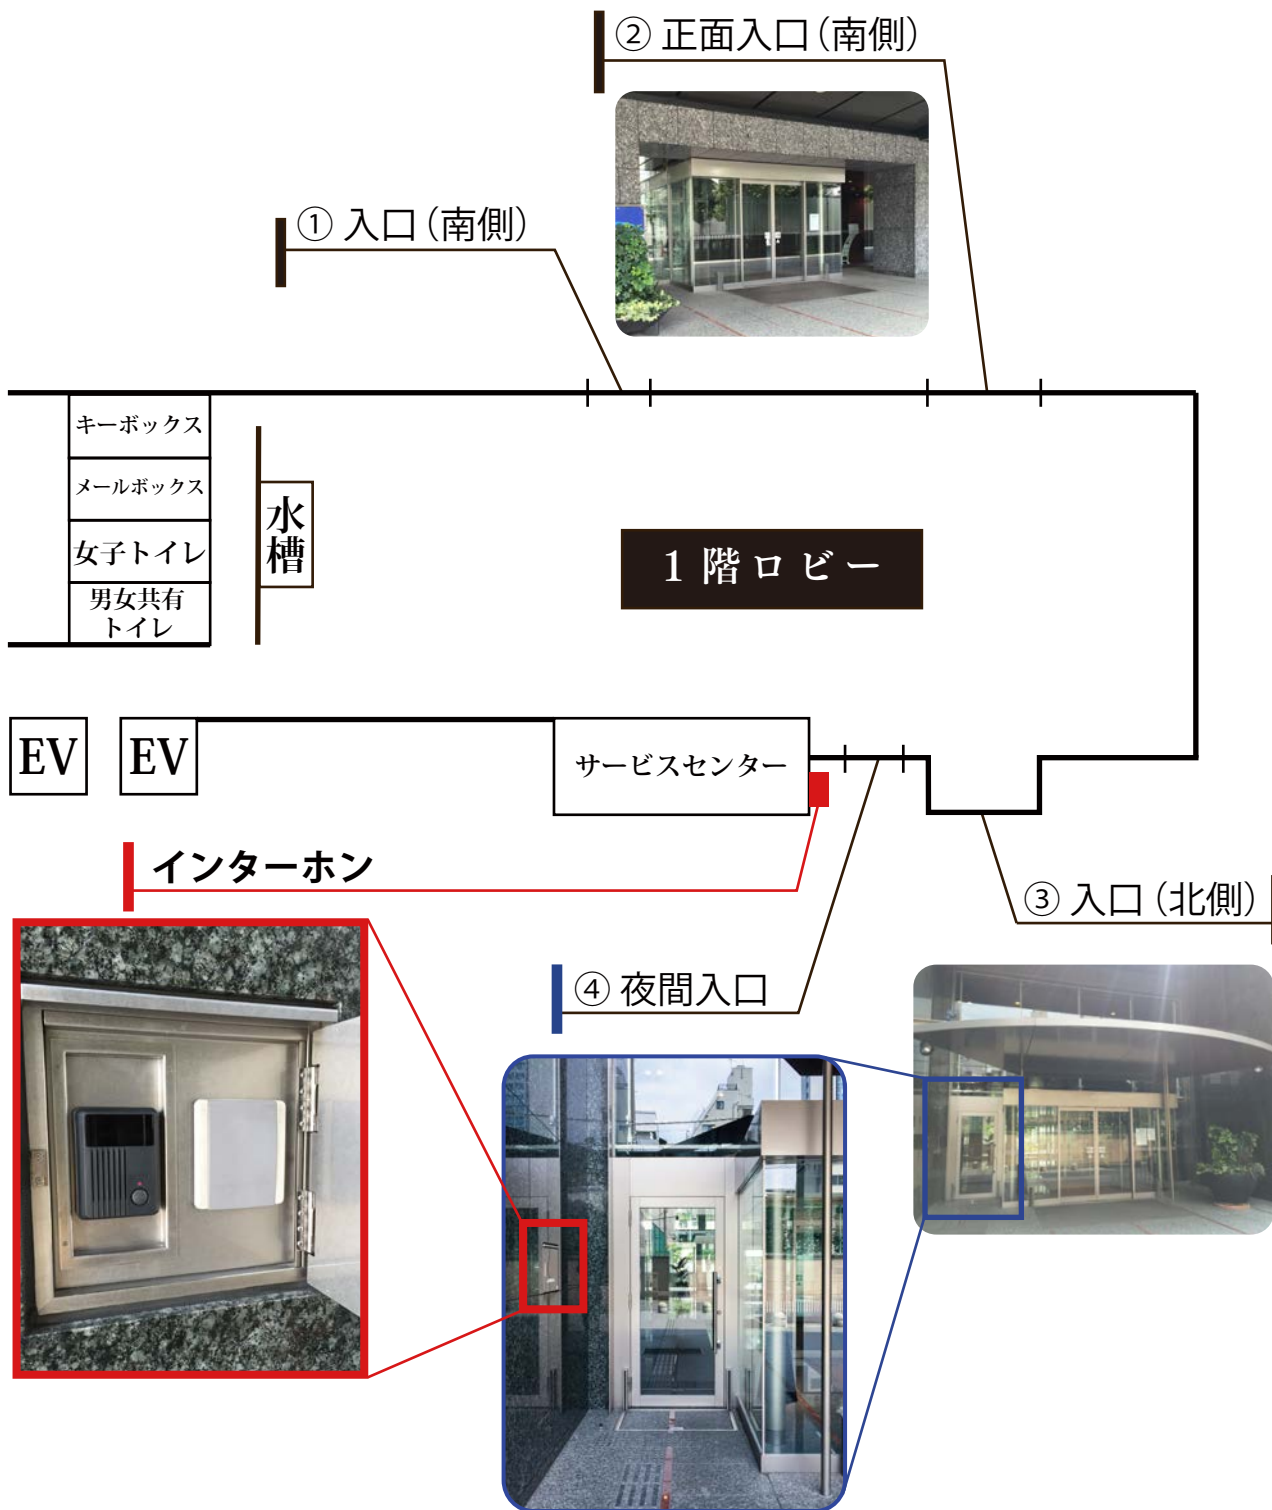 ② 正面入口（南側）
① 入口（南側）
キーボックス
メールボックス
女子トイレ
男女共有
トイレ
水槽
1階ロビー
EV
EV
サービスセンター
インターホン
③ 入口（北側）
④ 夜間入口